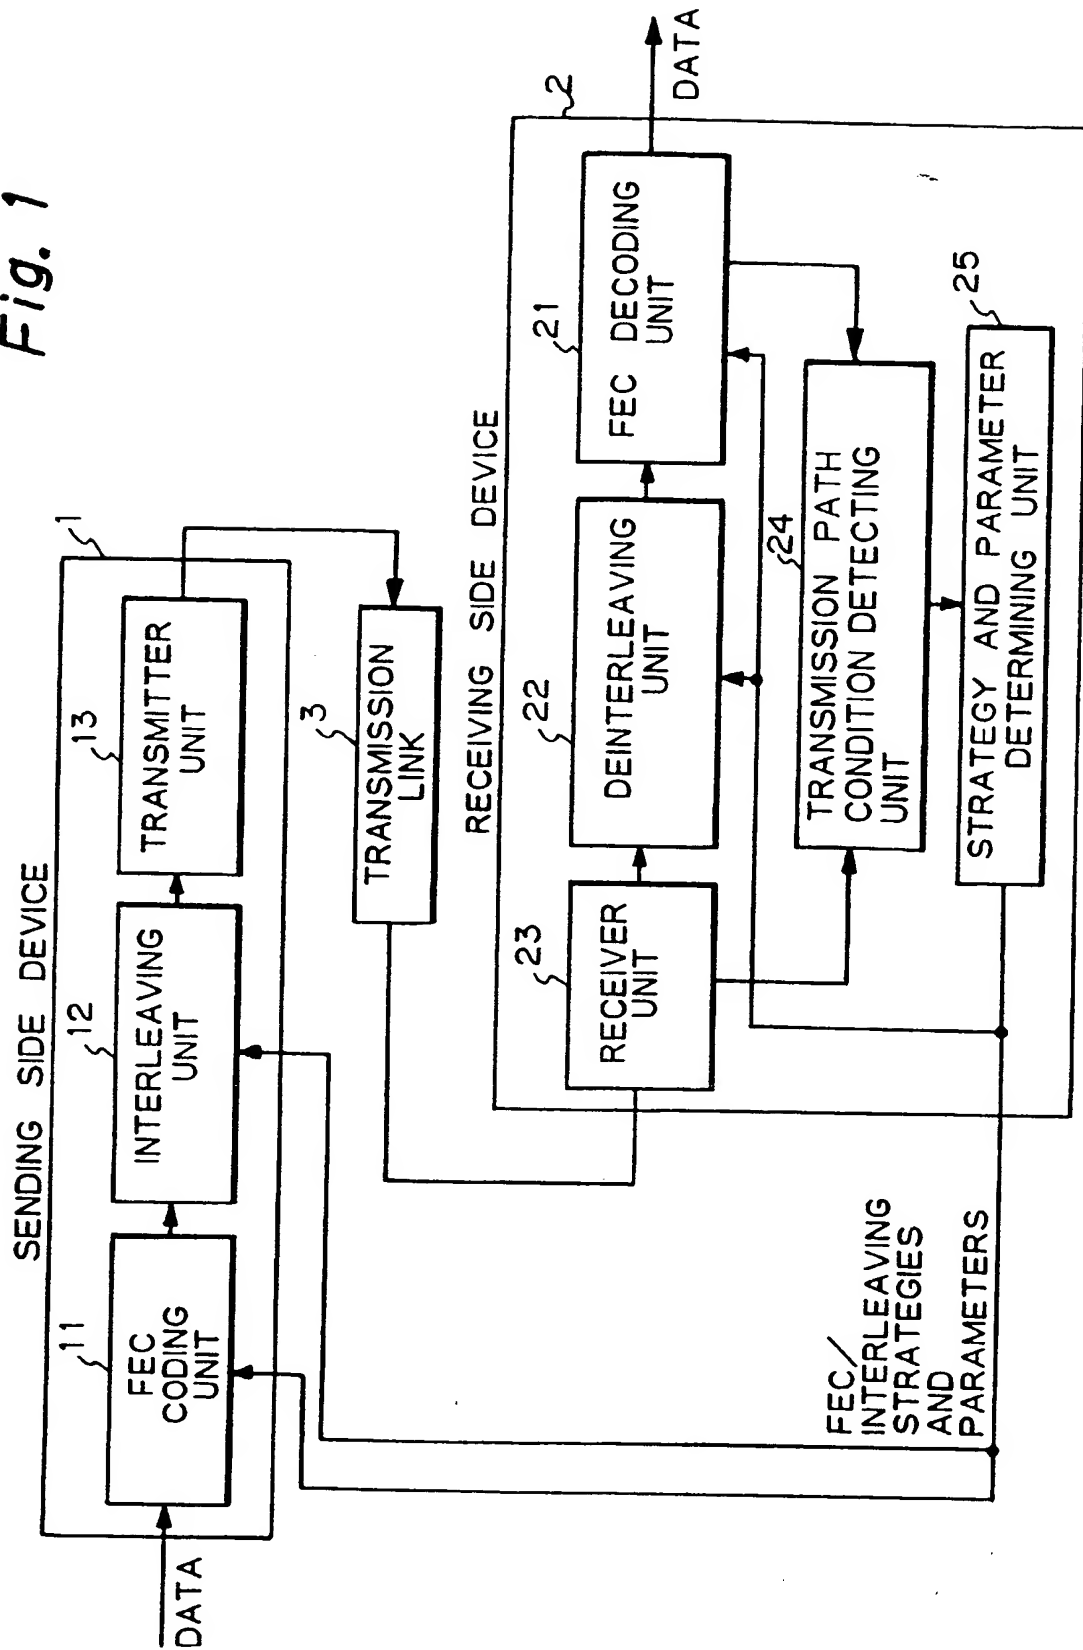 Fig. 1
SENDING SIDE DEVICE
1
DATA
11
FEC
CODING
UNIT
12
INTERLEAVING
UNIT
13
TRANSMITTER
UNIT
3
TRANSMISSION
LINK
RECEIVING SIDE DEVICE
2
23
RECEIVER
UNIT
22
DEINTERLEAVING
UNIT
21
FEC DECODING
UNIT
DATA
24
TRANSMISSION PATH
CONDITION DETECTING
UNIT
25
STRATEGY AND PARAMETER
DETERMINING UNIT
FEC/
INTERLEAVING
STRATEGIES
AND
PARAMETERS